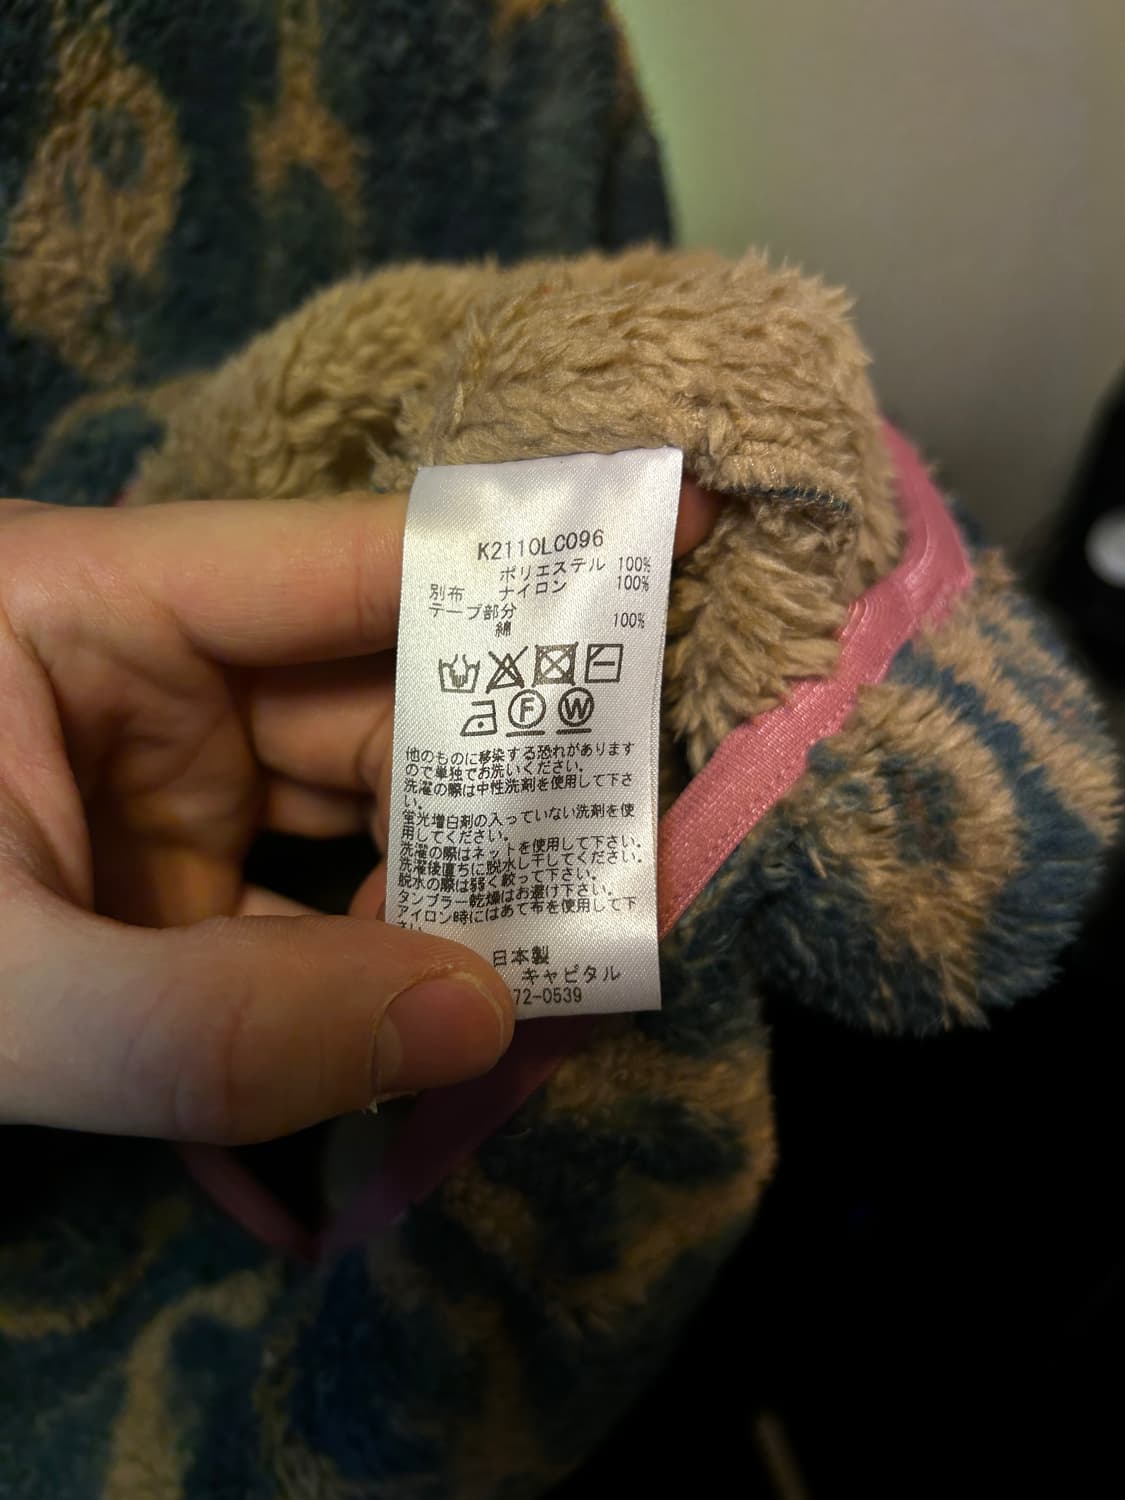 K2110LC096
ポリエステル 100%
別布 ナイロン 100%
テープ部分
綿 100%
F W
他のものに移染する恐れがあります
ので単独でお洗いください。
洗濯の際は中性洗剤を使用して下さ
い。
蛍光増白剤の入っていない洗剤を使
用してください。
洗濯の際はネットを使用して下さい。
洗濯後直ちに脱水し干してください。
脱水の際は弱く絞って下さい。
タンブラー乾燥はお避け下さい。
アイロン時にはあて布を使用して下
さい。
日本製
キャピタル
72-0539